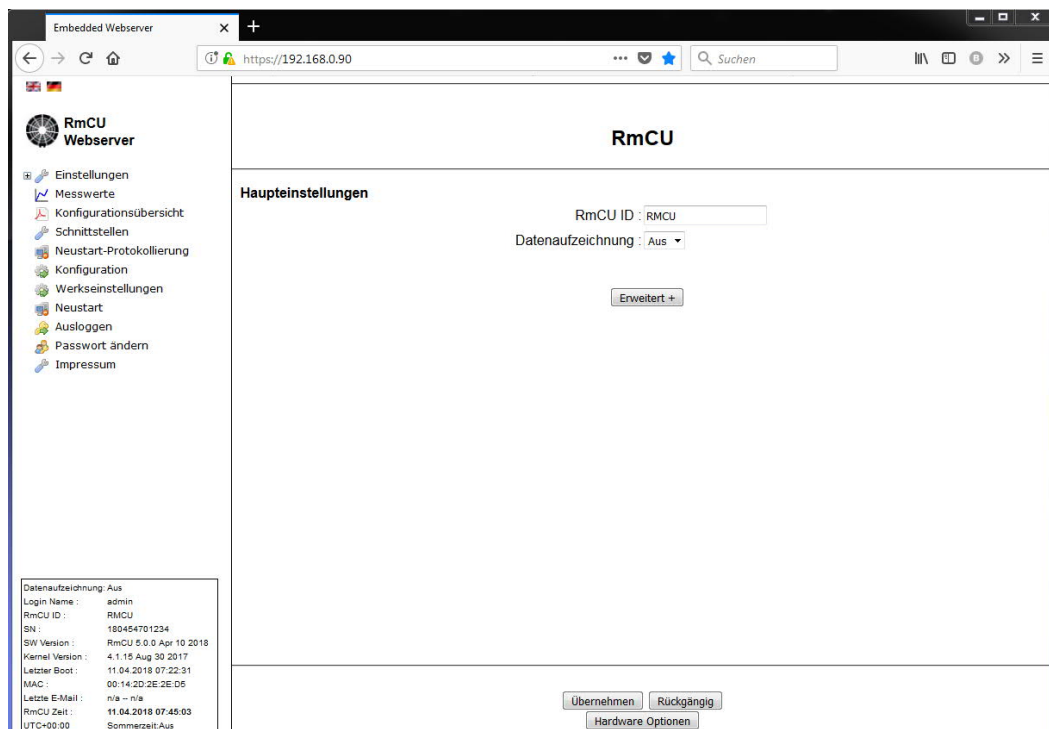 Embedded Webserver
https://192.168.0.90
Suchen
RmCU
Webserver
Einstellungen
Messwerte
Konfigurationsübersicht
Schnittstellen
Neustart-Protokollierung
Konfiguration
Werkseinstellungen
Neustart
Ausloggen
Passwort ändern
Impressum
RmCU
Haupteinstellungen
RmCU ID : RMCU
Datenaufzeichnung : Aus
Erweitert +
Datenaufzeichnung: Aus
Login Name : admin
RmCU ID : RMCU
SN : 180454701234
SW Version : RmCU 5.0.0 Apr 10 2018
Kernel Version : 4.1.15 Aug 30 2017
Letzter Boot : 11.04.2018 07:22:31
MAC : 00:14:2D:2E:2E:D5
Letzte E-Mail : n/a -- n/a
RmCU Zeit : 11.04.2018 07:45:03
UTC+00:00 Sommerzeit:Aus
Übernehmen Rückgängig
Hardware Optionen